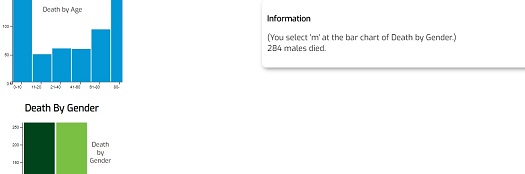 Death by Age
150
100
50
0
0-10 11-20 21-40 41-60 61-80 80-
Information
(You select 'm' at the bar chart of Death by Gender.)
284 males died.
Death By Gender
250
200
150
Death
by
Gender